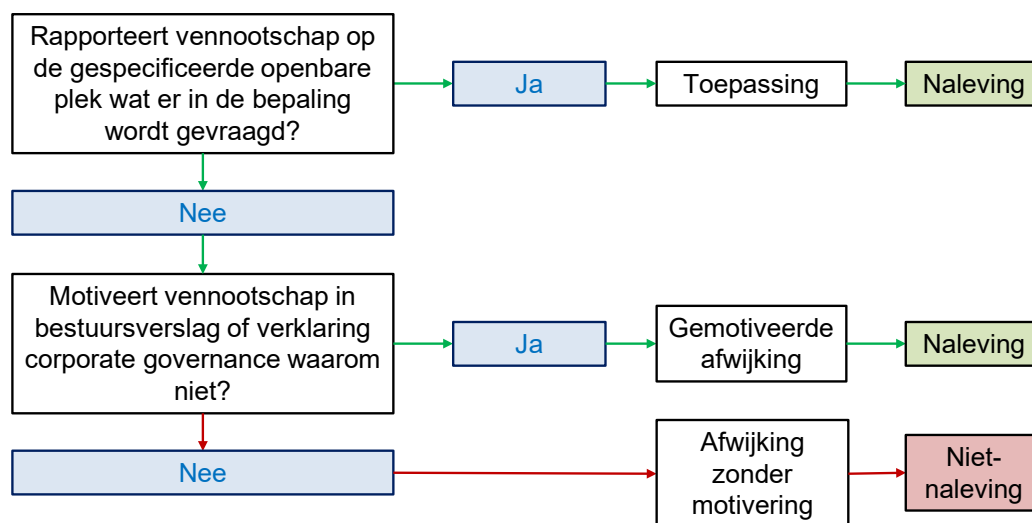 Rapporteert vennootschap op
de gespecificeerde openbare
plek wat er in de bepaling
wordt gevraagd?
Ja
Toepassing
Naleving
Nee
Motiveert vennootschap in
bestuursverslag of verklaring
corporate governance waarom
niet?
Ja
Gemotiveerde
afwijking
Naleving
Nee
Afwijking
zonder
motivering
Niet-
naleving